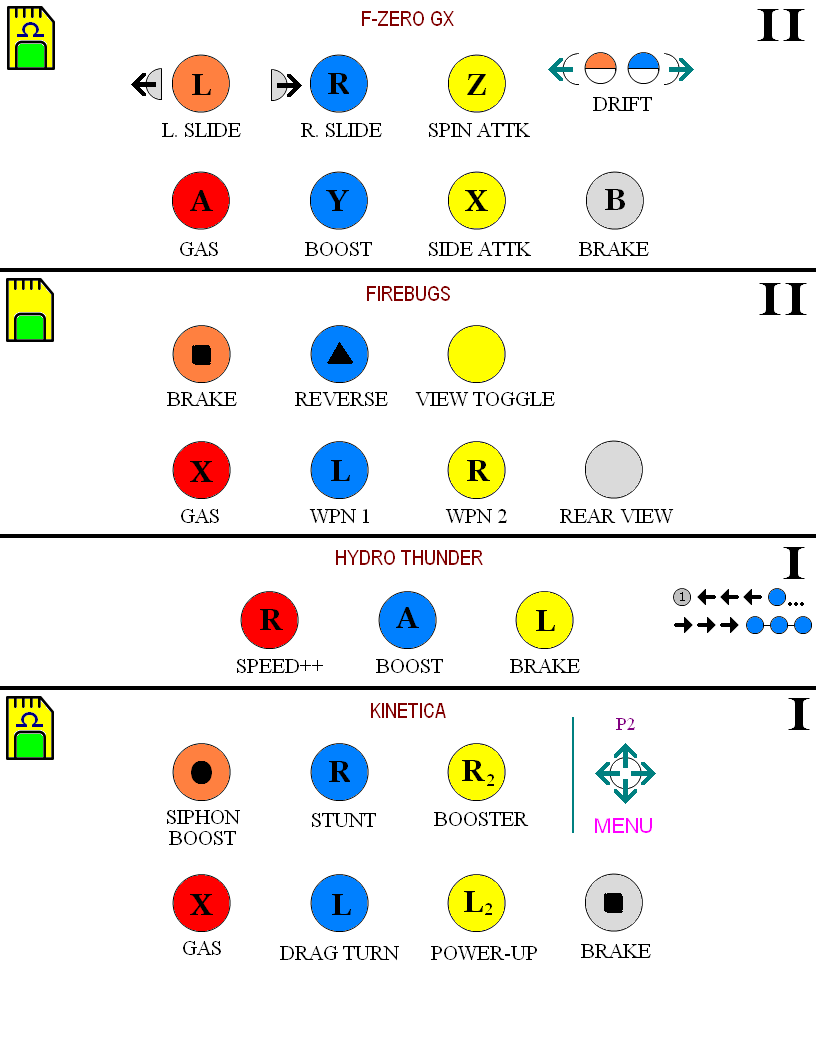 F-ZERO GX
II
Ω
L R Z
L. SLIDE R. SLIDE SPIN ATTK DRIFT
A Y X B
GAS BOOST SIDE ATTK BRAKE
FIREBUGS
II
BRAKE REVERSE VIEW TOGGLE
X L R
GAS WPN 1 WPN 2 REAR VIEW
HYDRO THUNDER
I
1 ...
R A L
SPEED++ BOOST BRAKE
KINETICA
I
Ω
P2
R R2
SIPHON BOOST STUNT BOOSTER
MENU
X L L2
GAS DRAG TURN POWER-UP BRAKE